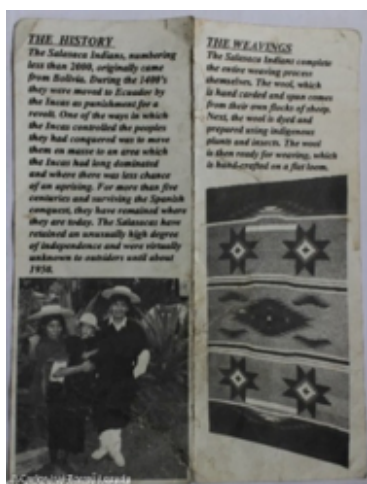 THE HISTORY
The Salasaca Indians, numbering
less than 2000, originally came
from Bolivia. During the 1400's
they were moved to Ecuador by
the Incas as punishment for a
revolt. One of the ways in which
the Incas controlled the peoples
they had conquered was to move
them en masse to an area which
the Incas had long dominated
and where there was less chance
of an uprising. For more than five
centuries and surviving the Spanish
conquest, they have remained where
they are today. The Salasacas have
retained an unusually high degree
of independence and were virtually
unknown to outsiders until about
1950.
THE WEAVINGS
The Salasaca Indians complete
the entire weaving process
themselves. The wool, which
is hand carded and spun comes
from their own flocks of sheep.
Next, the wool is dyed and
prepared using indigenous
plants and insects. The wool
is then ready for weaving, which
is hand-crafted on a flat loom.